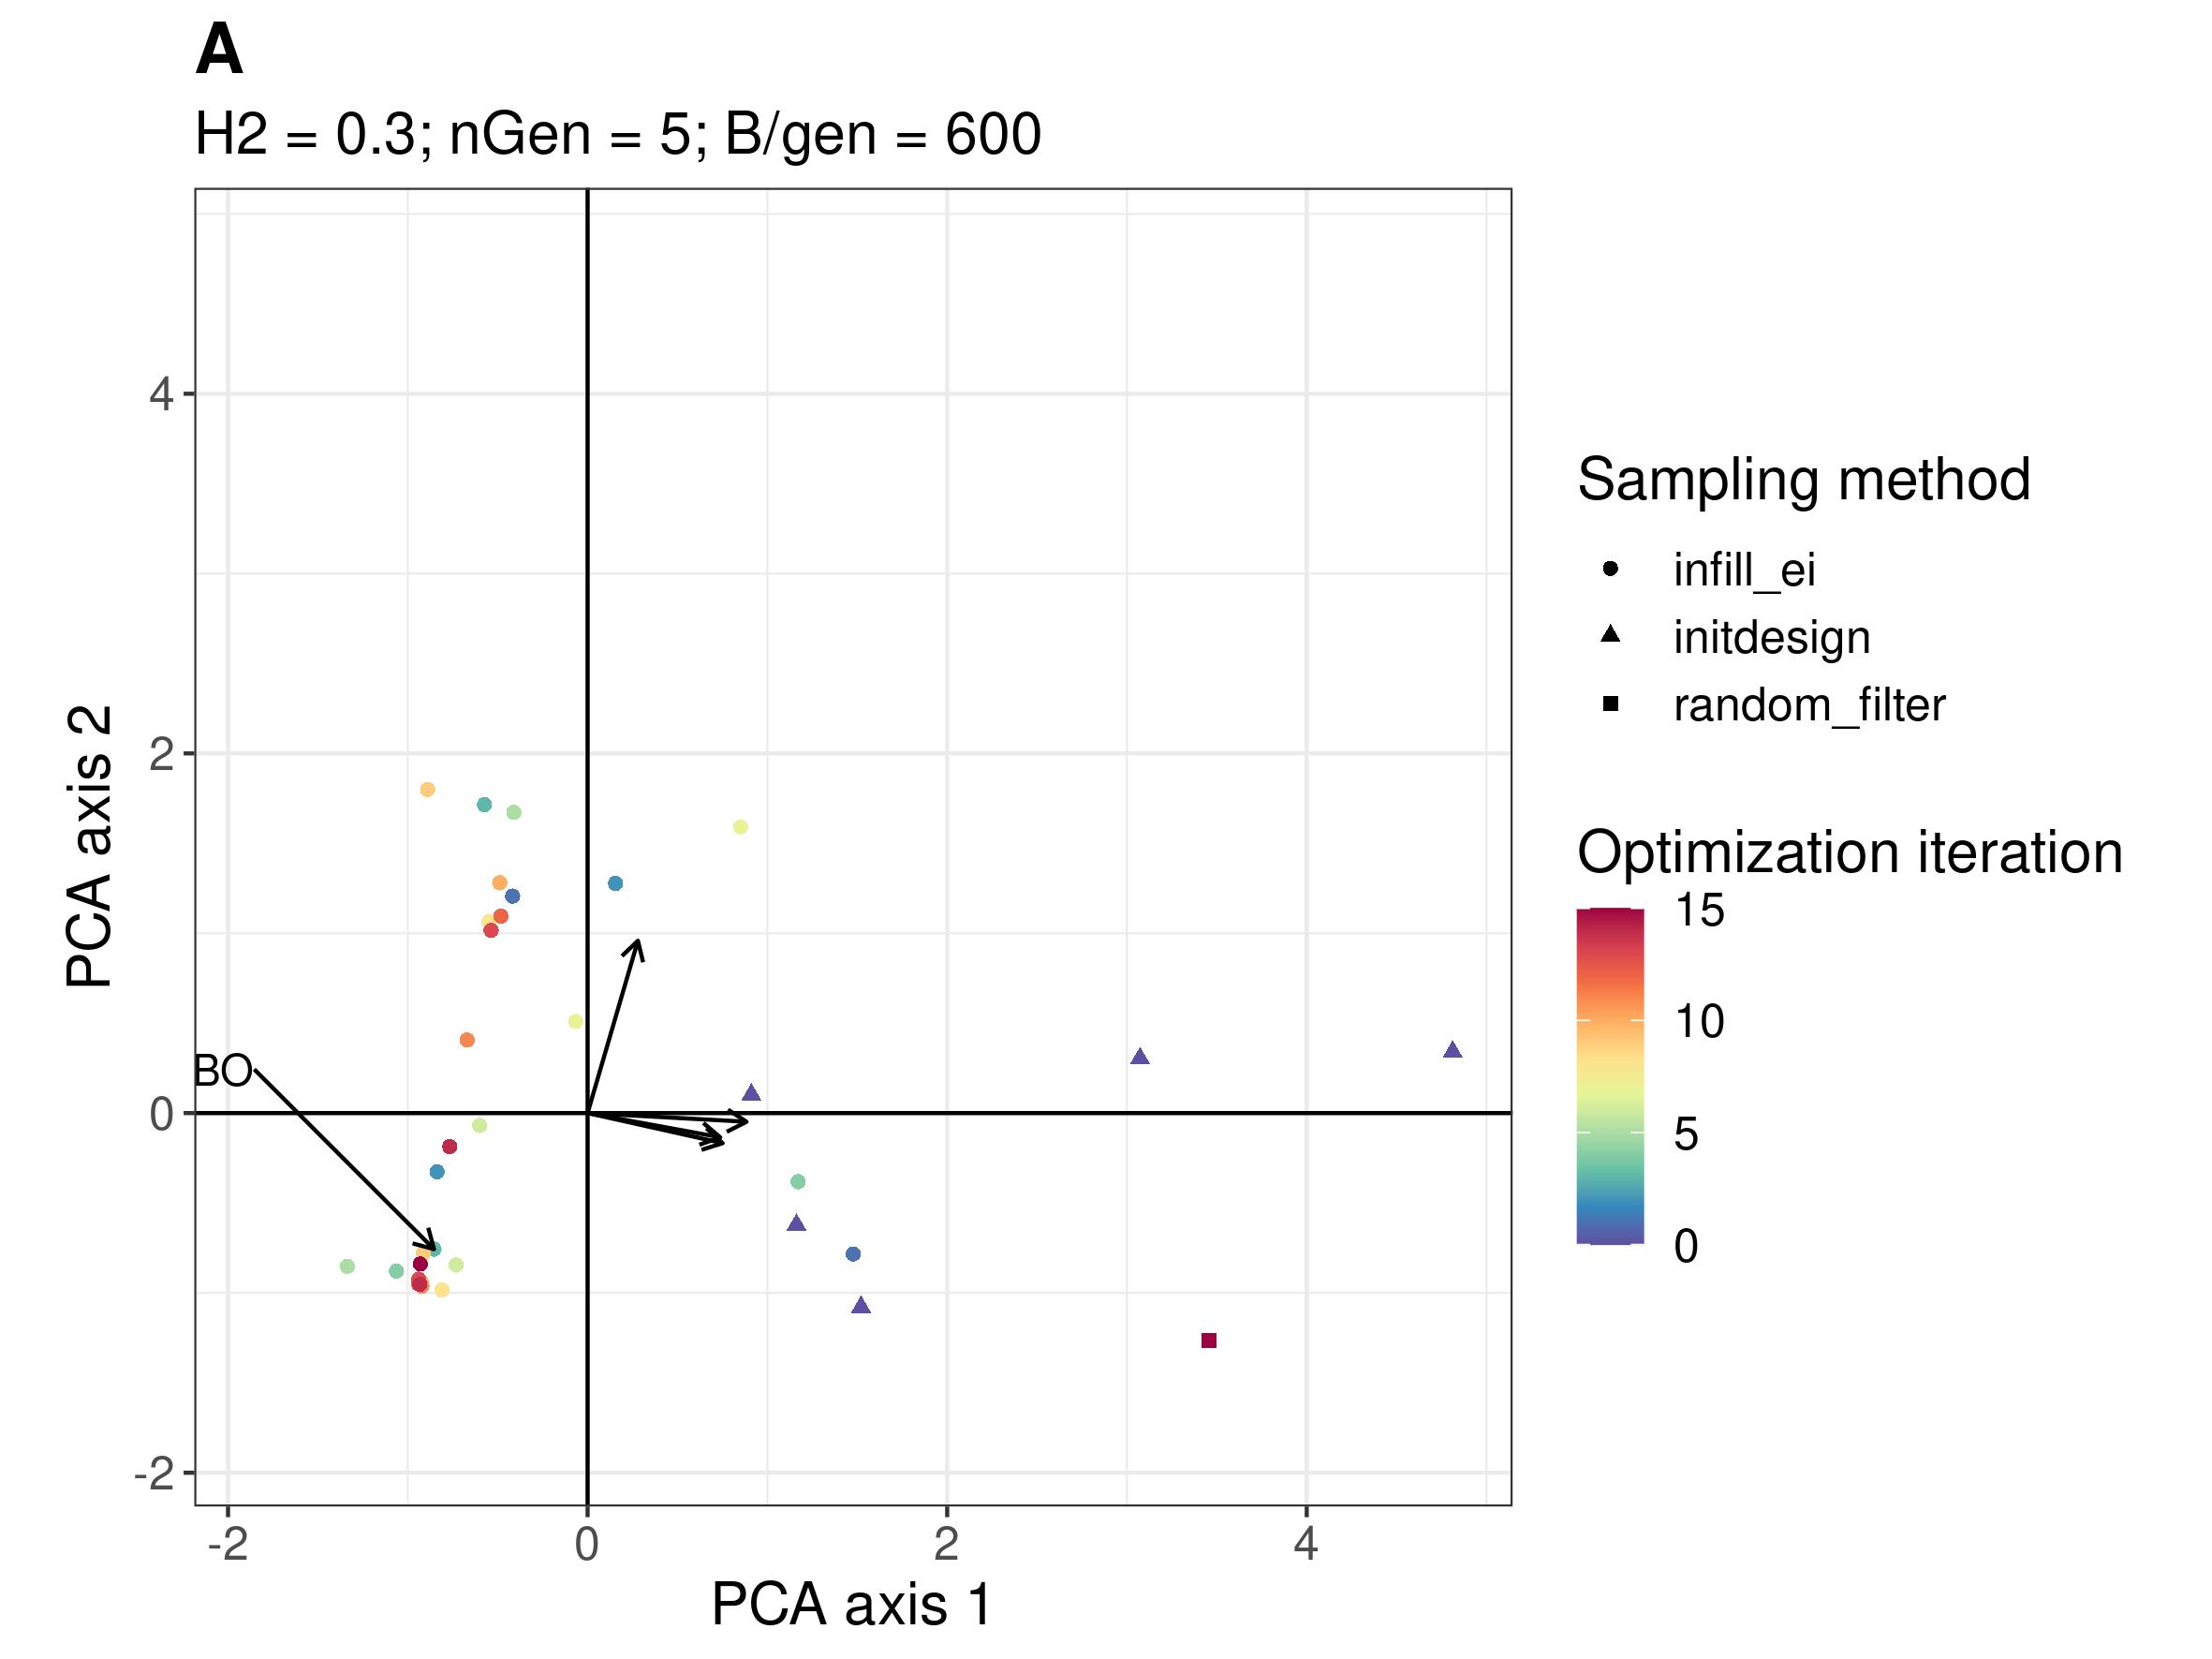 A
H2 = 0.3; nGen = 5; B/gen = 600
PCA axis 2
4
2
0
-2
BO
-2
0
2
4
PCA axis 1
Sampling method
infill_ei
initdesign
random_filter
Optimization iteration
15
10
5
0